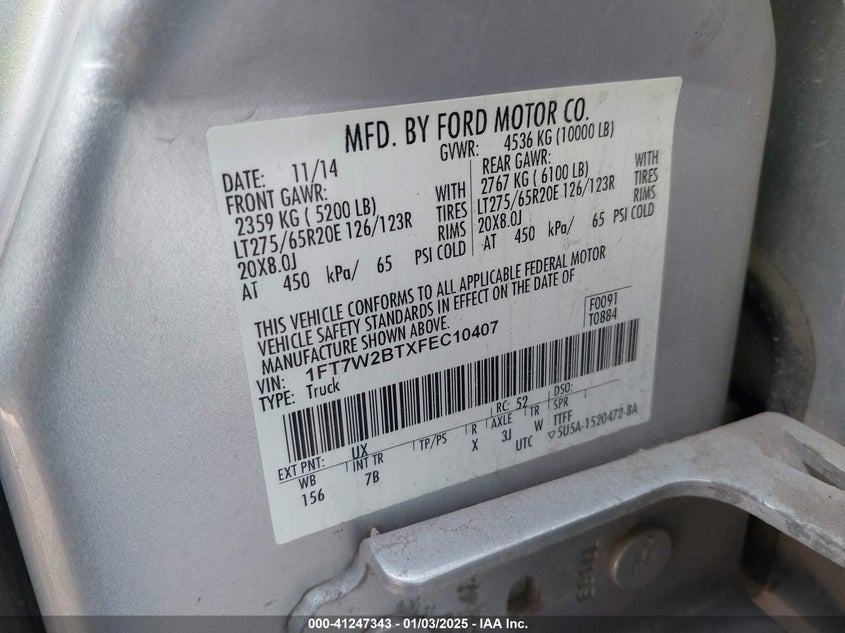 MFD. BY FORD MOTOR CO.
DATE: 11/14
GVWR: 4536 KG (10000 LB)
FRONT GAWR:
2359 KG ( 5200 LB) WITH
LT275/65R20E 126/123R TIRES
20X8.0J RIMS
AT 450 kPa/ 65 PSI COLD
REAR GAWR: WITH
2767 KG ( 6100 LB) TIRES
LT275/65R20E 126/123R RIMS
20X8.0J
AT 450 kPa/ 65 PSI COLD
THIS VEHICLE CONFORMS TO ALL APPLICABLE FEDERAL MOTOR
VEHICLE SAFETY STANDARDS IN EFFECT ON THE DATE OF
MANUFACTURE SHOWN ABOVE.
F0091
T0884
VIN: 1FT7W2BTXFEC10407
TYPE: Truck
EXT PNT: UX RC: 52 DSO:
WB INT TR TP/PS R AXLE TR SPR
156 7B X 3J W TTFF
UTC ▽5U5A-1520472-BA
000-41247343 — 01/03/2025 — IAA Inc.